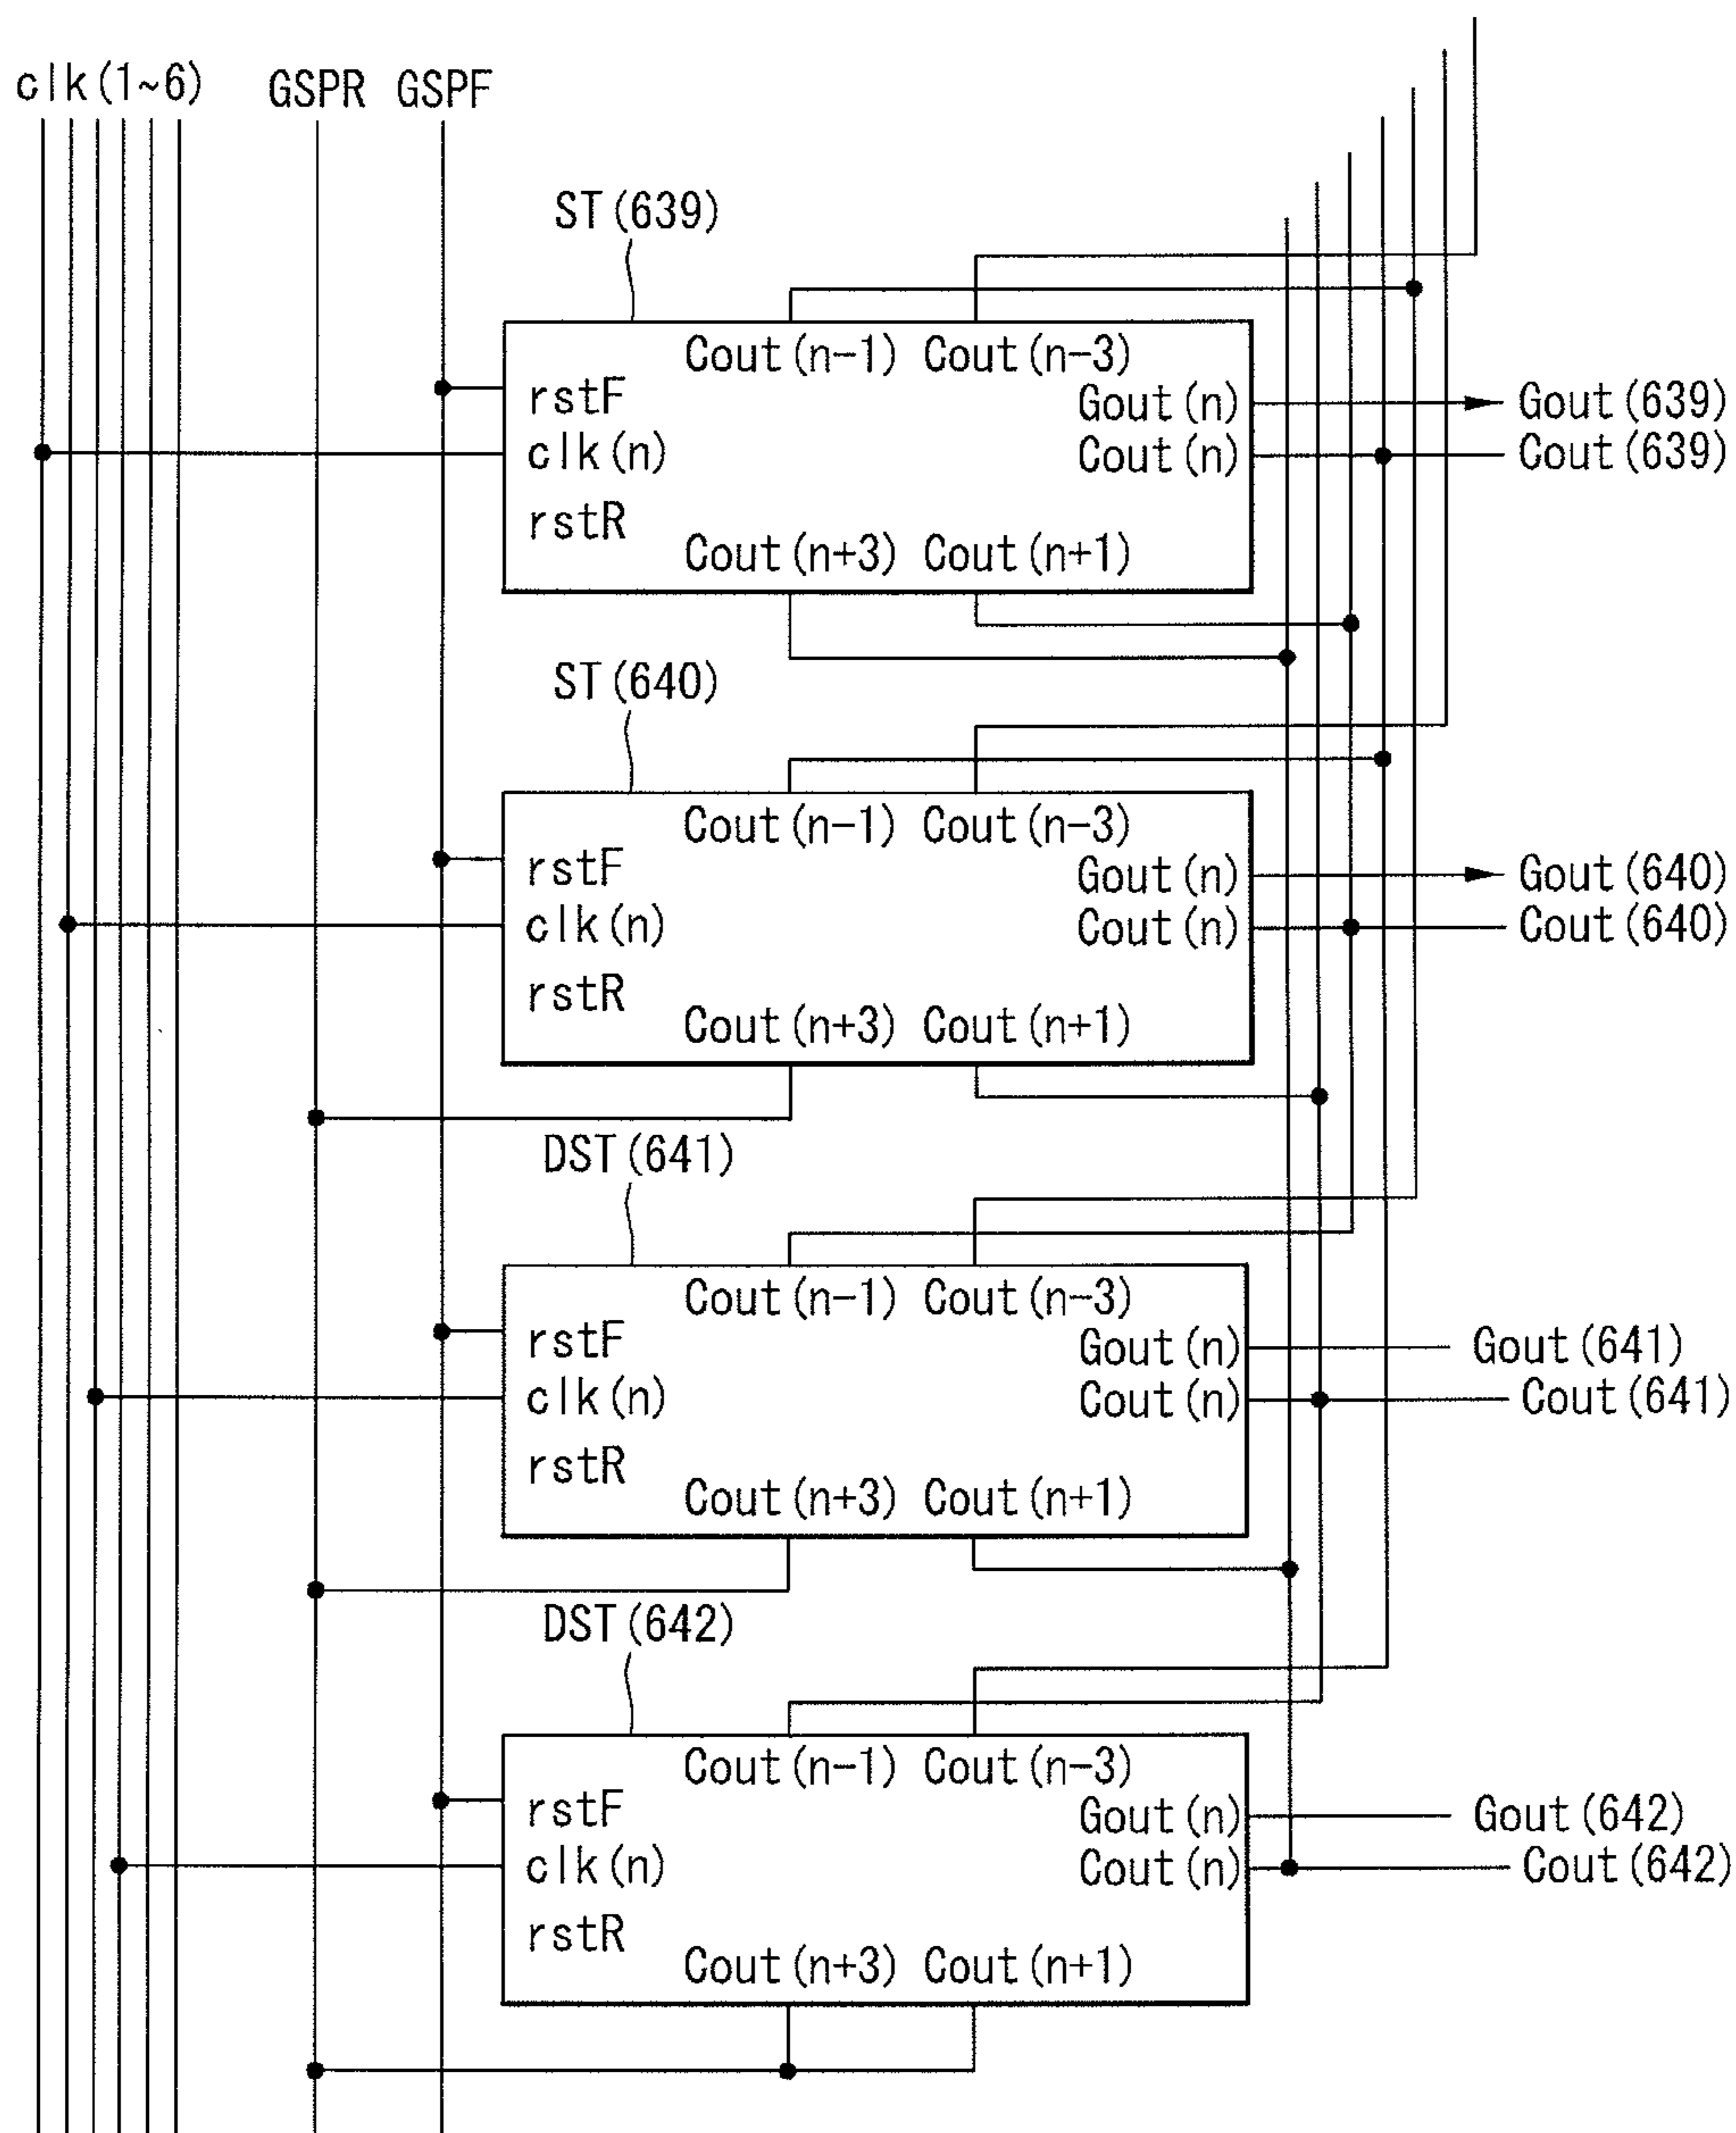 clk(1~6) GSPR GSPF
ST(639)
Cout(n-1) Cout(n-3)
rstF Gout(n) Gout(639)
clk(n) Cout(n) Cout(639)
rstR
Cout(n+3) Cout(n+1)
ST(640)
Cout(n-1) Cout(n-3)
rstF Gout(n) Gout(640)
clk(n) Cout(n) Cout(640)
rstR
Cout(n+3) Cout(n+1)
DST(641)
Cout(n-1) Cout(n-3)
rstF Gout(n) Gout(641)
clk(n) Cout(n) Cout(641)
rstR
Cout(n+3) Cout(n+1)
DST(642)
Cout(n-1) Cout(n-3)
rstF Gout(n) Gout(642)
clk(n) Cout(n) Cout(642)
rstR
Cout(n+3) Cout(n+1)